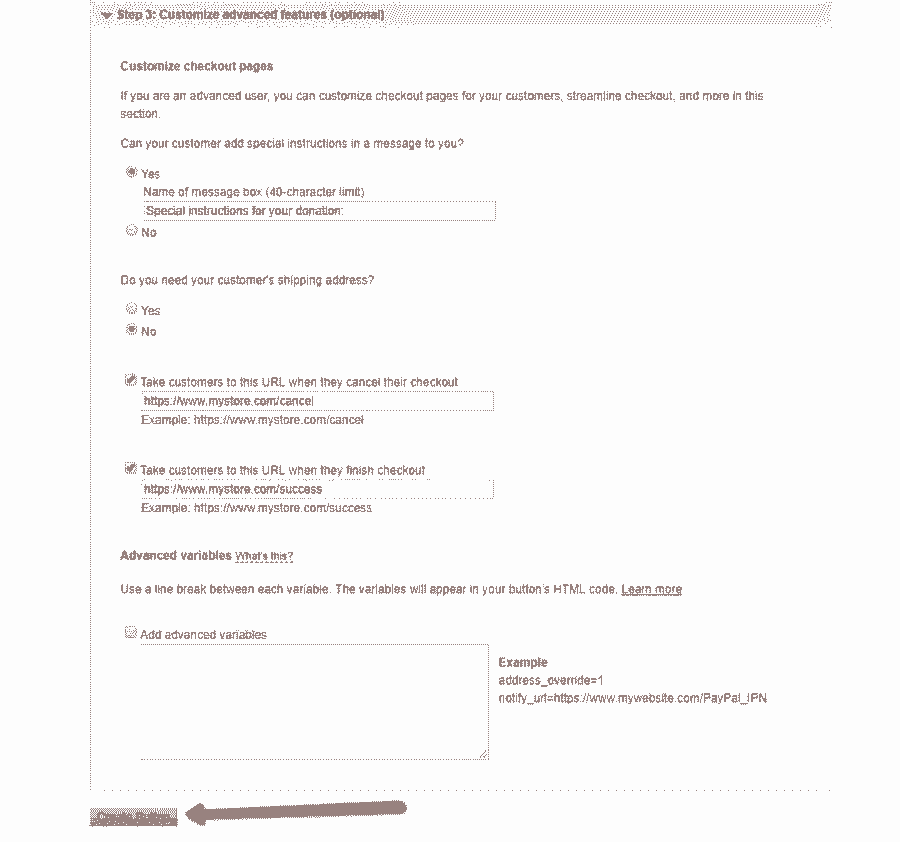 Step 3: Customize advanced features (optional)
Customize checkout pages
If you are an advanced user, you can customize checkout pages for your customers, streamline checkout, and more in this
section.
Can your customer add special instructions in a message to you?
Yes
Name of message box (40-character limit)
Special instructions for your donation:
No
Do you need your customer's shipping address?
Yes
No
Take customers to this URL when they cancel their checkout
https://www.mystore.com/cancel
Example: https://www.mystore.com/cancel
Take customers to this URL when they finish checkout
https://www.mystore.com/success
Example: https://www.mystore.com/success
Advanced variables What's this?
Use a line break between each variable. The variables will appear in your button's HTML code. Learn more
Add advanced variables
Example
address_override=1
notify_url=https://www.mywebsite.com/PayPal_IPN
Create Button